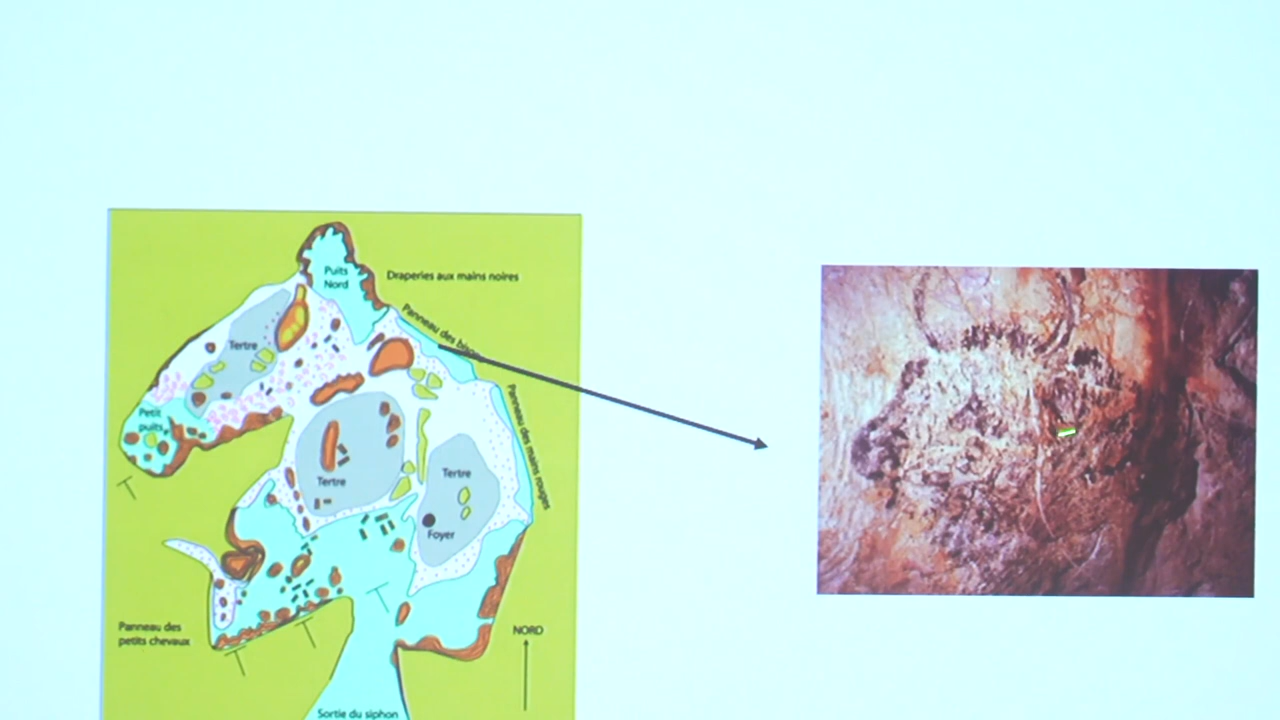 Puits
Nord
Draperies aux mains noires
Panneau des bisons
Tertre
Petit
puits
Panneau des mains rouges
Tertre
Tertre
Foyer
Panneau des
petits chevaux
NORD
Sortie du siphon